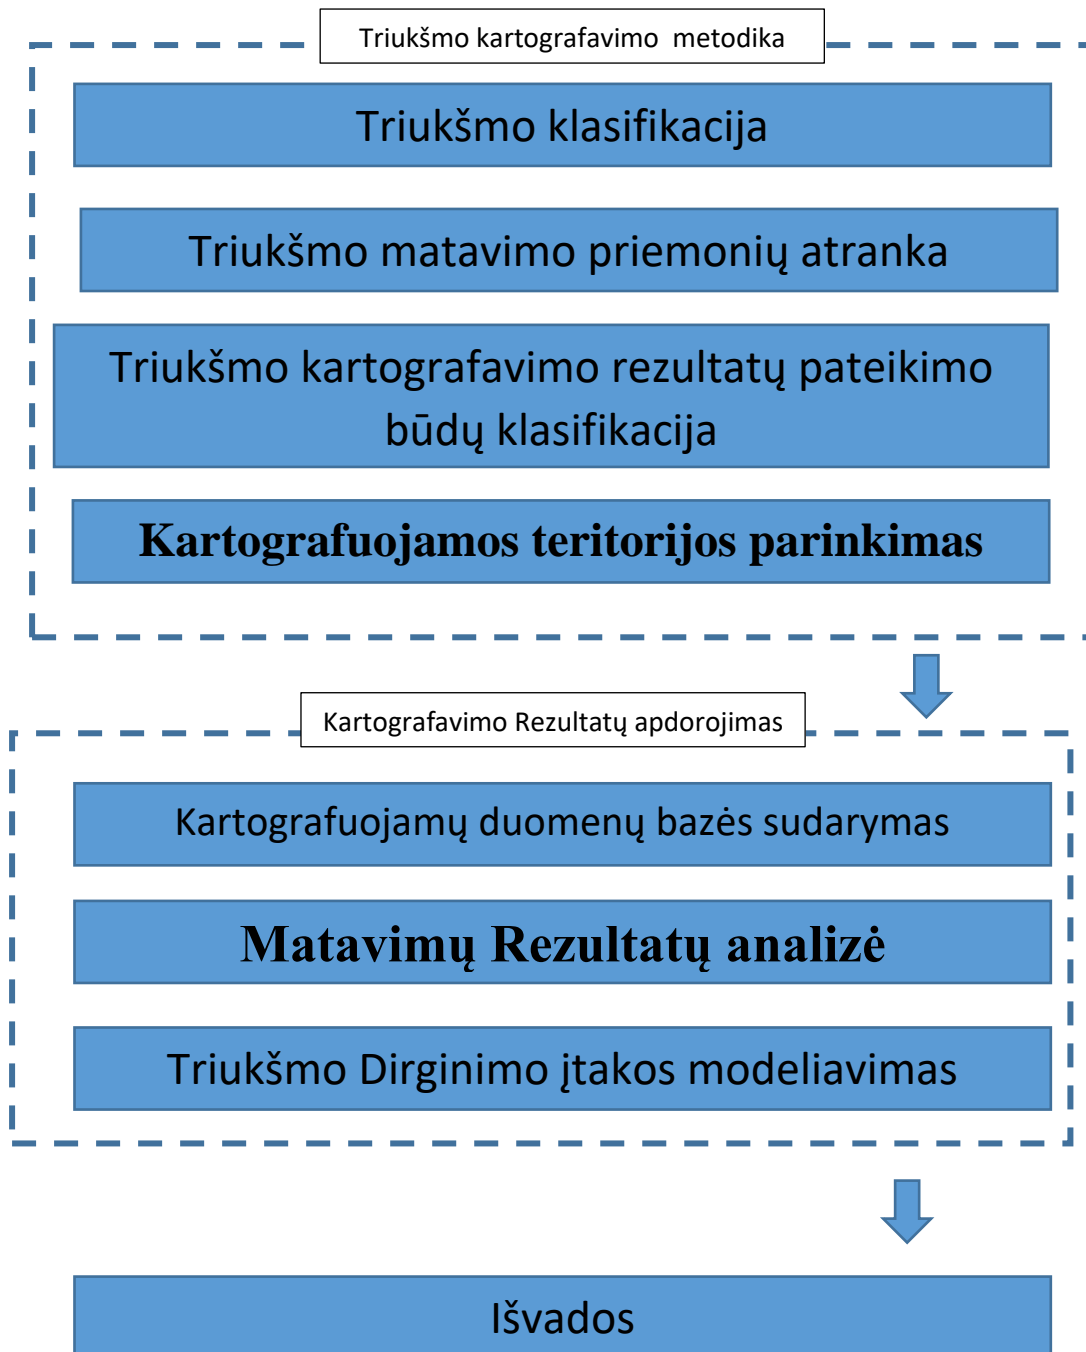 Triukšmo kartografavimo metodika
Triukšmo klasifikacija
Triukšmo matavimo priemonių atranka
Triukšmo kartografavimo rezultatų pateikimo
būdų klasifikacija
Kartografuojamos teritorijos parinkimas
Kartografavimo Rezultatų apdorojimas
Kartografuojamų duomenų bazės sudarymas
Matavimų Rezultatų analizė
Triukšmo Dirginimo įtakos modeliavimas
Išvados